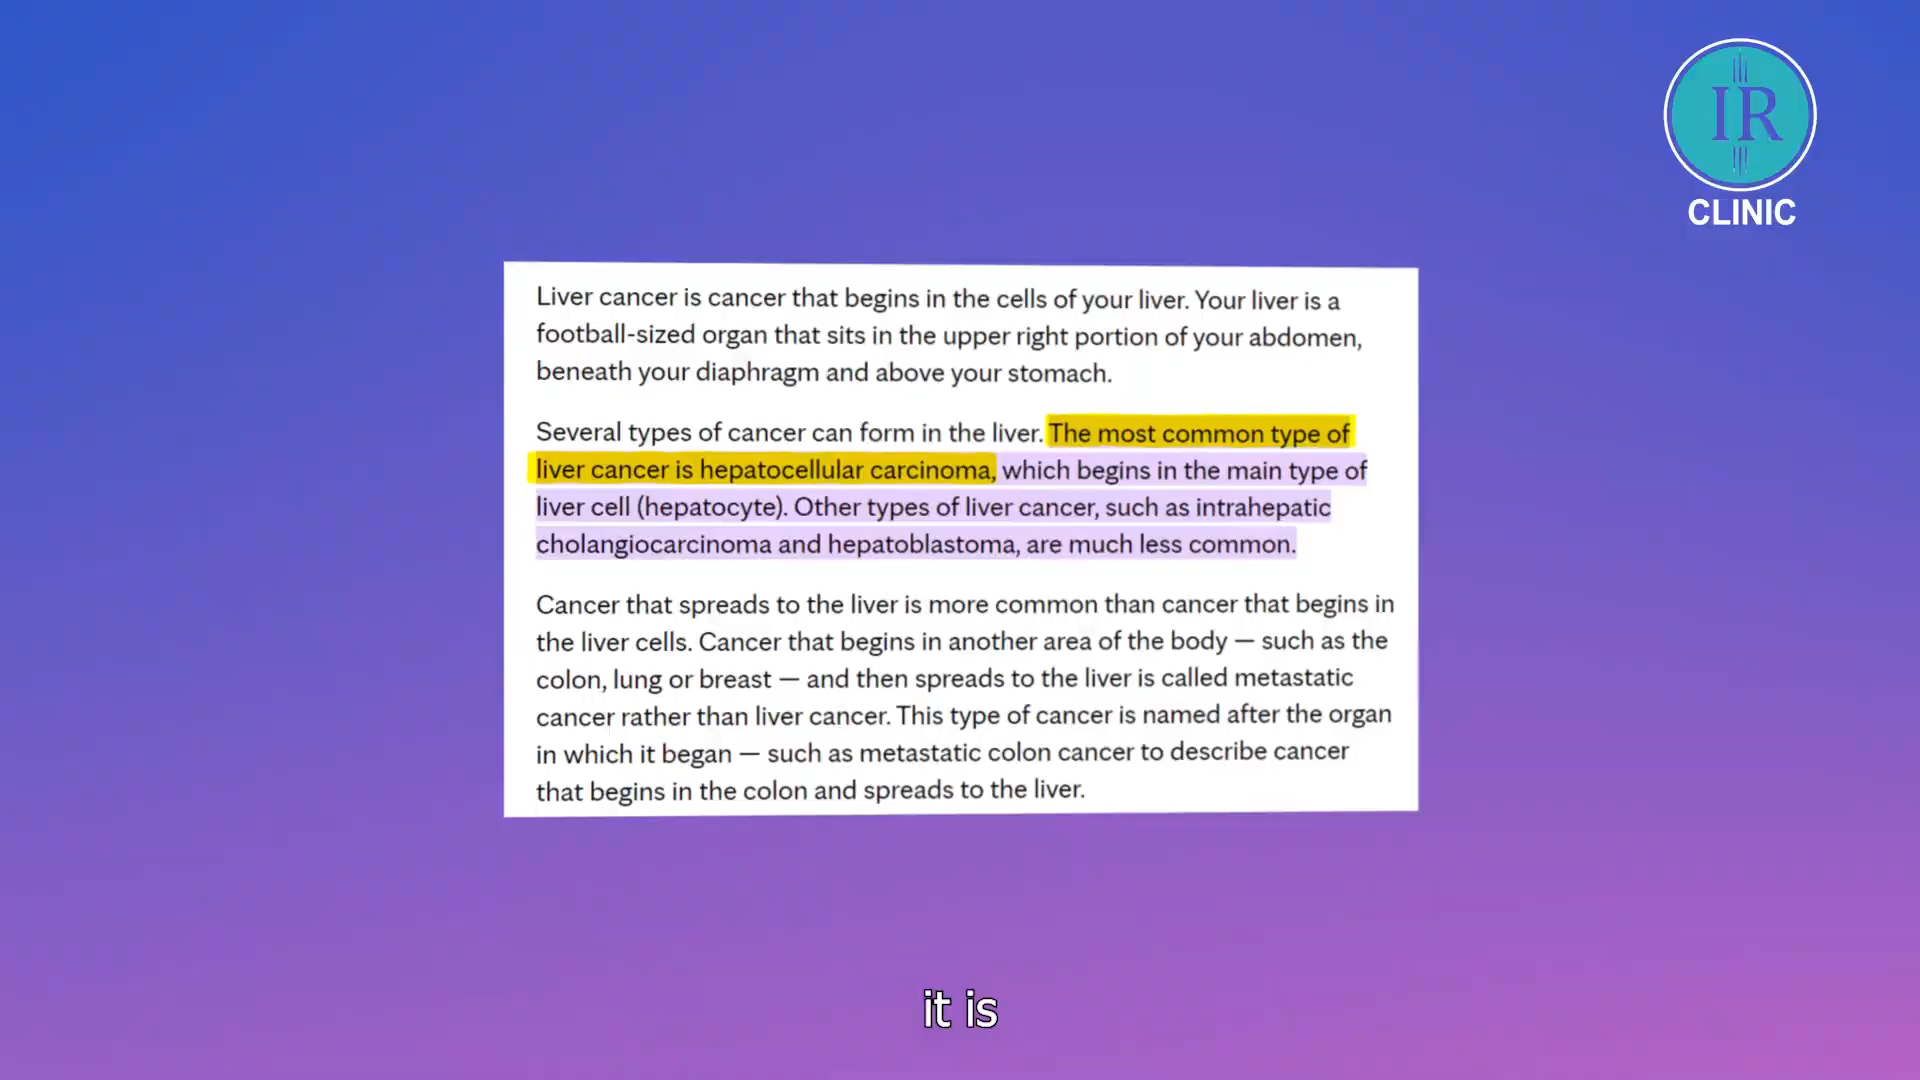 IR
CLINIC
Liver cancer is cancer that begins in the cells of your liver. Your liver is a
football-sized organ that sits in the upper right portion of your abdomen,
beneath your diaphragm and above your stomach.
Several types of cancer can form in the liver. The most common type of
liver cancer is hepatocellular carcinoma, which begins in the main type of
liver cell (hepatocyte). Other types of liver cancer, such as intrahepatic
cholangiocarcinoma and hepatoblastoma, are much less common.
Cancer that spreads to the liver is more common than cancer that begins in
the liver cells. Cancer that begins in another area of the body — such as the
colon, lung or breast — and then spreads to the liver is called metastatic
cancer rather than liver cancer. This type of cancer is named after the organ
in which it began — such as metastatic colon cancer to describe cancer
that begins in the colon and spreads to the liver.
it is